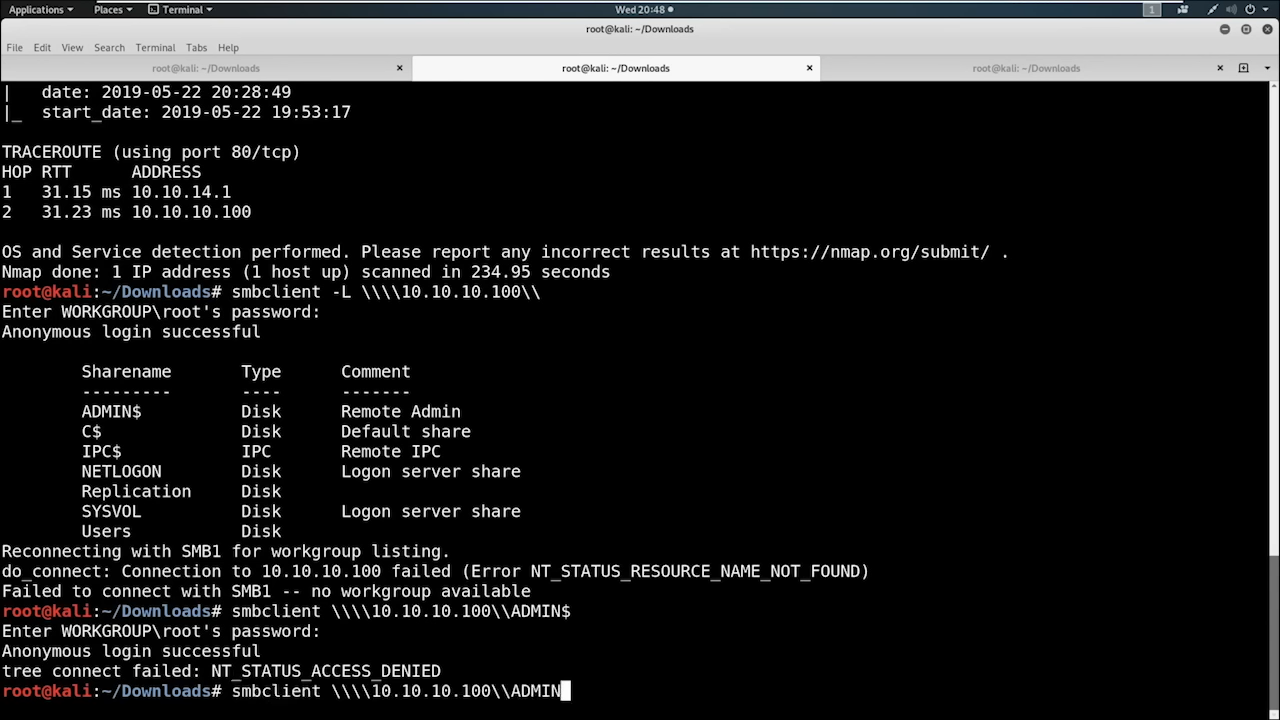 Applications Places Terminal Wed 20:48 1
root@kali: ~/Downloads
File Edit View Search Terminal Tabs Help
root@kali: ~/Downloads root@kali: ~/Downloads root@kali: ~/Downloads
|   date: 2019-05-22 20:28:49
|_  start_date: 2019-05-22 19:53:17
TRACEROUTE (using port 80/tcp)
HOP RTT      ADDRESS
1   31.15 ms 10.10.14.1
2   31.23 ms 10.10.10.100
OS and Service detection performed. Please report any incorrect results at https://nmap.org/submit/ .
Nmap done: 1 IP address (1 host up) scanned in 234.95 seconds
root@kali:~/Downloads# smbclient -L \\\\10.10.10.100\\
Enter WORKGROUP\root's password:
Anonymous login successful
Sharename       Type      Comment
---------       ----      -------
ADMIN$          Disk      Remote Admin
C$              Disk      Default share
IPC$            IPC       Remote IPC
NETLOGON        Disk      Logon server share
Replication     Disk
SYSVOL          Disk      Logon server share
Users           Disk
Reconnecting with SMB1 for workgroup listing.
do_connect: Connection to 10.10.10.100 failed (Error NT_STATUS_RESOURCE_NAME_NOT_FOUND)
Failed to connect with SMB1 -- no workgroup available
root@kali:~/Downloads# smbclient \\\\10.10.10.100\\ADMIN$
Enter WORKGROUP\root's password:
Anonymous login successful
tree connect failed: NT_STATUS_ACCESS_DENIED
root@kali:~/Downloads# smbclient \\\\10.10.10.100\\ADMIN